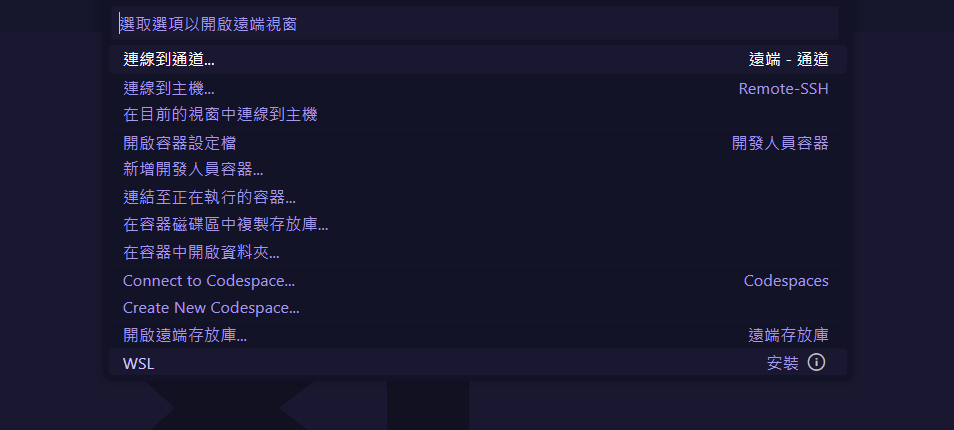 選取選項以開啟遠端視窗
連線到通道... 遠端 - 通道
連線到主機... Remote-SSH
在目前的視窗中連線到主機
開啟容器設定檔 開發人員容器
新增開發人員容器...
連結至正在執行的容器...
在容器磁碟區中複製存放庫...
在容器中開啟資料夾...
Connect to Codespace... Codespaces
Create New Codespace...
開啟遠端存放庫... 遠端存放庫
WSL 安裝